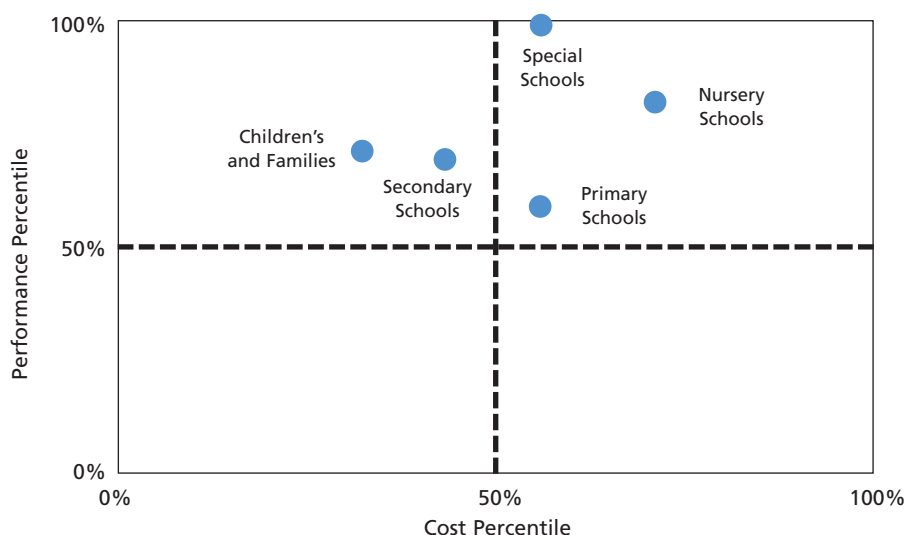 100%
Special
Schools
Nursery
Schools
Children's
and Families
Secondary
Schools
Primary
Schools
Performance Percentile
50%
0%
0%
50%
100%
Cost Percentile